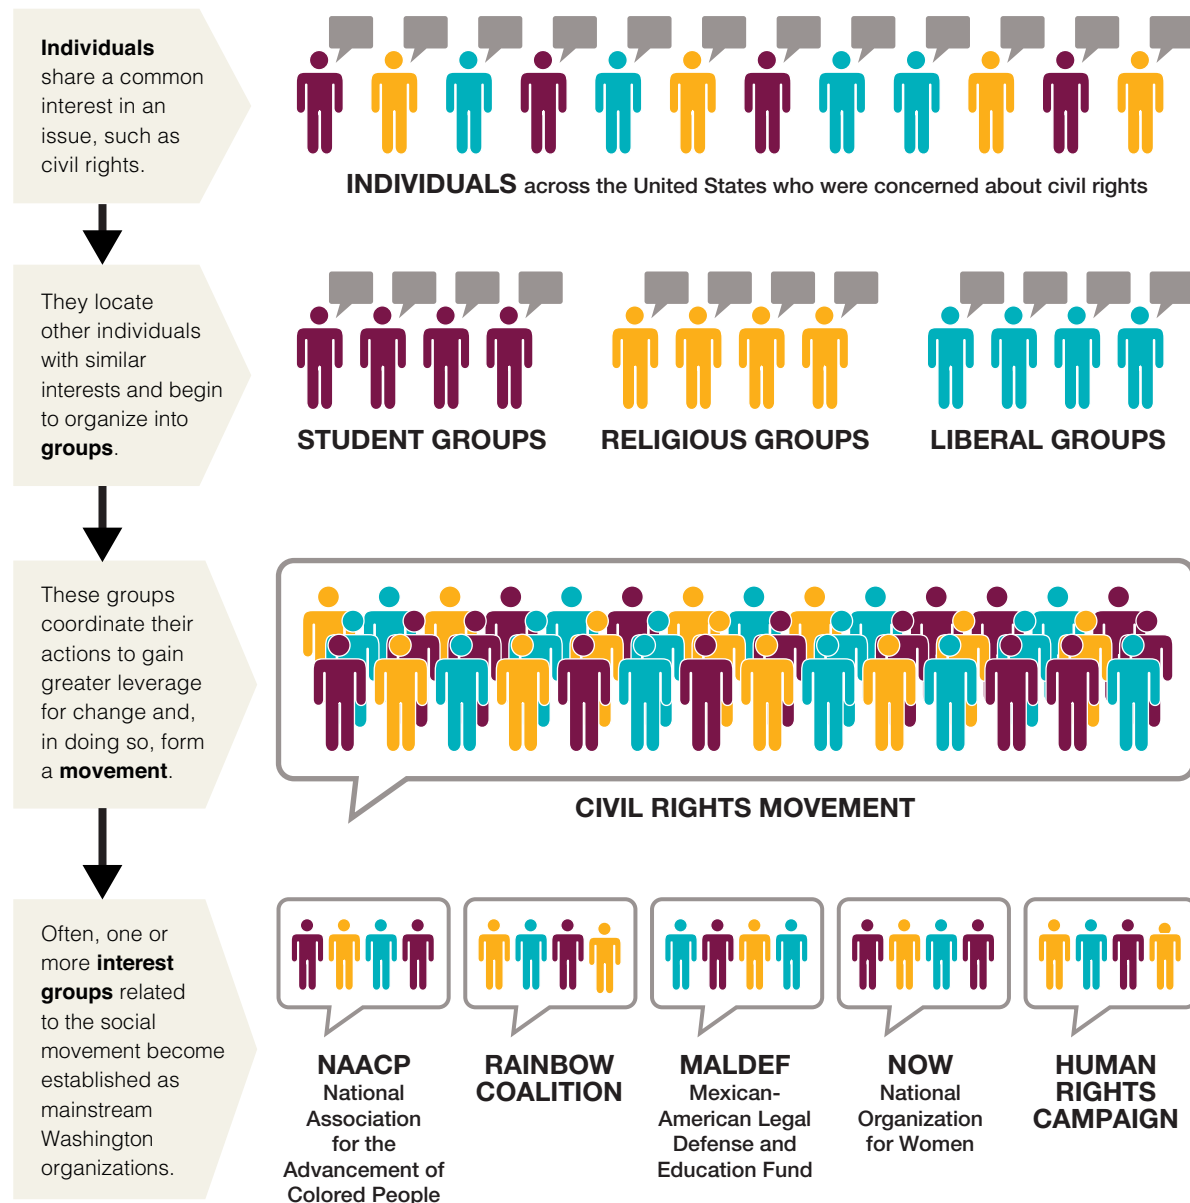 Individuals
share a common
interest in an
issue, such as
civil rights.
INDIVIDUALS across the United States who were concerned about civil rights
They locate
other individuals
with similar
interests and begin
to organize into
groups.
STUDENT GROUPS
RELIGIOUS GROUPS
LIBERAL GROUPS
These groups
coordinate their
actions to gain
greater leverage
for change and,
in doing so, form
a movement.
CIVIL RIGHTS MOVEMENT
Often, one or
more interest
groups related
to the social
movement become
established as
mainstream
Washington
organizations.
NAACP
National
Association
for the
Advancement of
Colored People
RAINBOW
COALITION
MALDEF
Mexican-
American Legal
Defense and
Education Fund
NOW
National
Organization
for Women
HUMAN
RIGHTS
CAMPAIGN